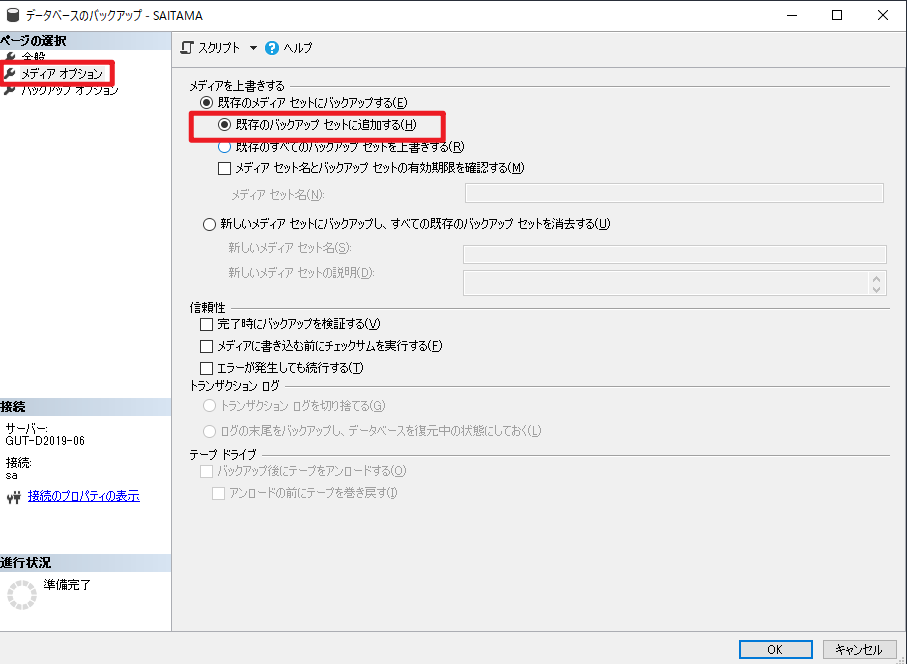 データベースのバックアップ - SAITAMA
ページの選択
全般
メディア オプション
バックアップ オプション
スクリプト
ヘルプ
メディアを上書きする
既存のメディア セットにバックアップする(E)
既存のバックアップ セットに追加する(H)
既存のすべてのバックアップ セットを上書きする(R)
メディア セット名とバックアップ セットの有効期限を確認する(M)
メディア セット名(N):
新しいメディア セットにバックアップし、すべての既存のバックアップ セットを消去する(U)
新しいメディア セット名(S):
新しいメディア セットの説明(D):
信頼性
完了時にバックアップを検証する(V)
メディアに書き込む前にチェックサムを実行する(F)
エラーが発生しても続行する(T)
トランザクション ログ
トランザクション ログを切り捨てる(G)
ログの末尾をバックアップし、データベースを復元中の状態にしておく(L)
テープ ドライブ
バックアップ後にテープをアンロードする(O)
アンロードの前にテープを巻き戻す(I)
接続
サーバー:
GUT-D2019-06
接続:
sa
接続のプロパティの表示
進行状況
準備完了
OK
キャンセル